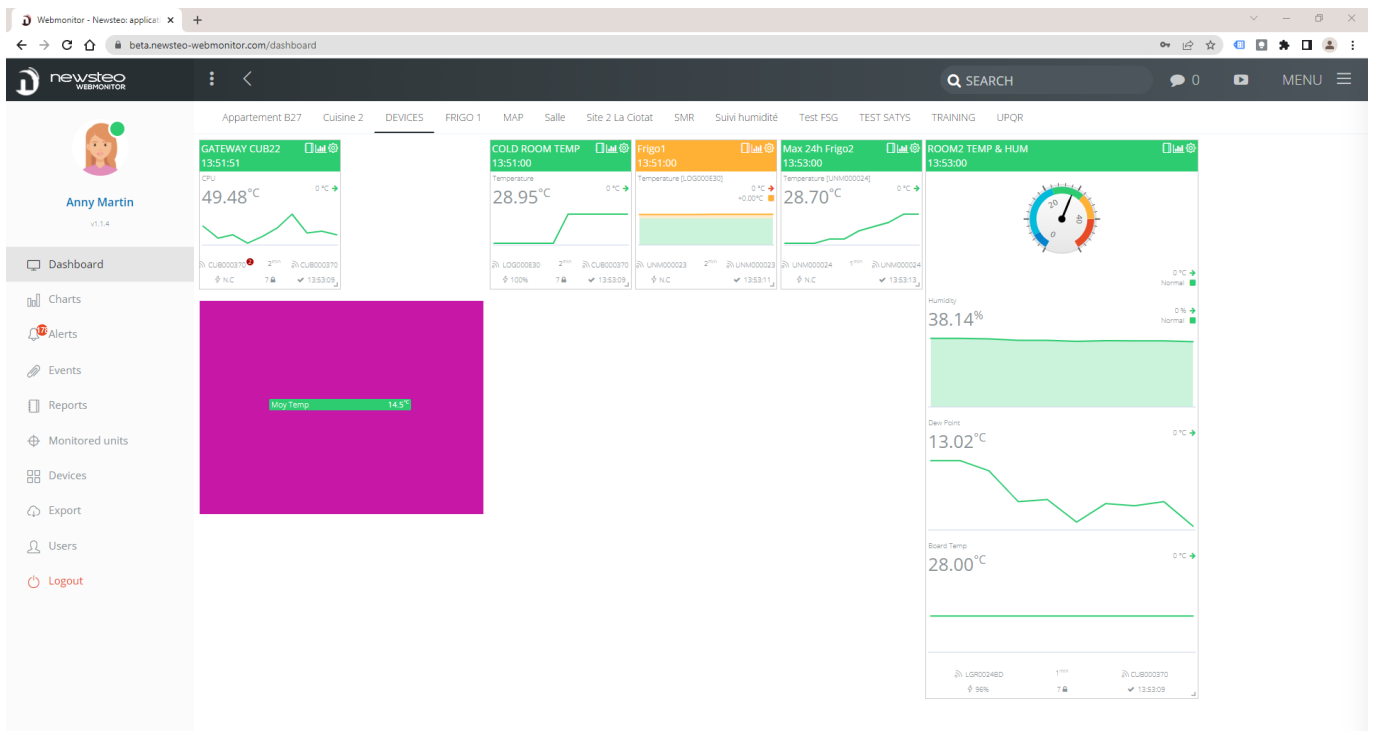 Webmonitor - Newsteo: applicati
beta.newsteo-webmonitor.com/dashboard
newsteo
WEBMONITOR
SEARCH
0
MENU
Appartement B27 Cuisine 2 DEVICES FRIGO 1 MAP Salle Site 2 La Ciotat SMR Suivi humidité Test FSG TEST SATYS TRAINING UPQR
Anny Martin
v1.1.4
Dashboard
Charts
Alerts
Events
Reports
Monitored units
Devices
Export
Users
Logout
GATEWAY CUB22
13:51:51
CPU
49.48°C
0 °C
CUB000370 2 2min CUB000370
N.C 7 13:53:09
COLD ROOM TEMP
13:51:00
Temperature
28.95°C
0 °C
LOG000E30 2min CUB000370
100% 7 13:53:09
Frigo1
13:51:00
Temperature [LOG000E30]
0 °C
+0.00°C
UNM000023 2min UNM000023
N.C 13:53:11
Max 24h Frigo2
13:53:00
Temperature [UNM000024]
28.70°C
0 °C
UNM000024 1min UNM000024
N.C 13:53:13
ROOM2 TEMP & HUM
13:53:00
0 20 40
0 °C
Normal
Humidity
38.14%
0 %
Normal
Dew Point
13.02°C
0 °C
Board Temp
28.00°C
0 °C
LGR0024BD 1min CUB000370
96% 7 13:53:09
Moy Temp 14.5°C